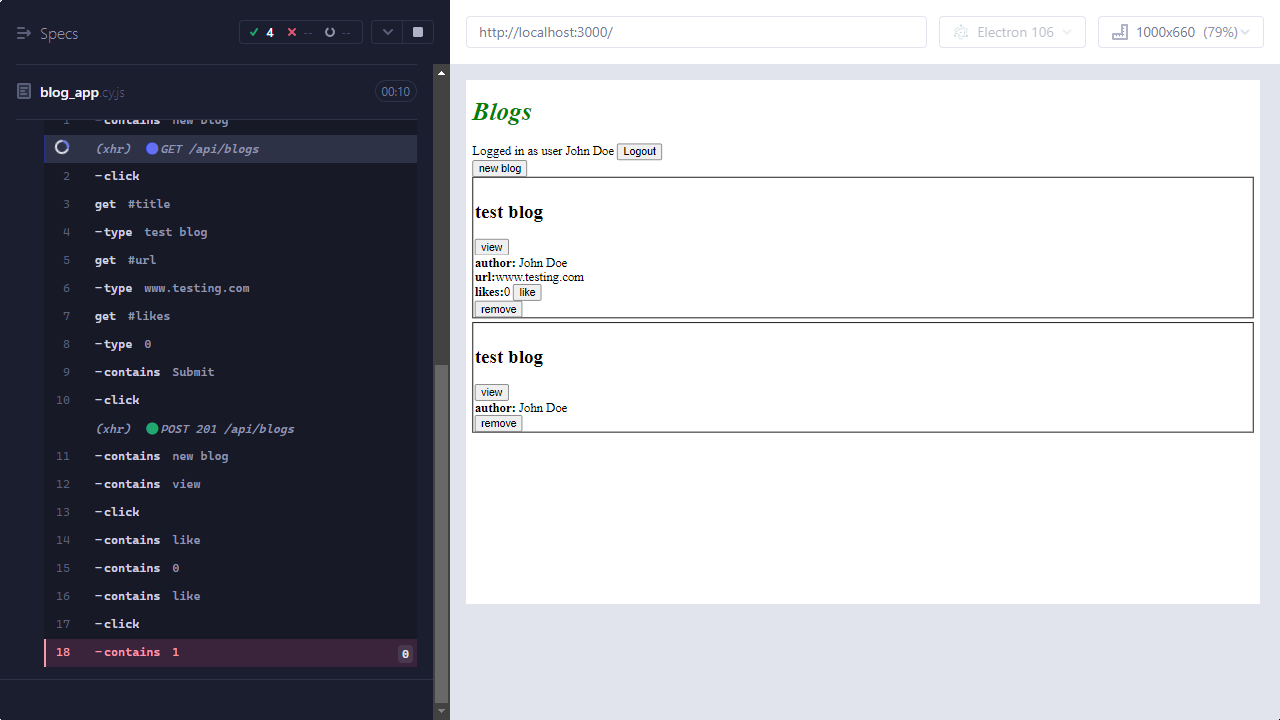 Specs
4 -- --
blog_app.cy.js
00:10
1 -contains new blog
(xhr) GET /api/blogs
2 -click
3 get #title
4 -type test blog
5 get #url
6 -type www.testing.com
7 get #likes
8 -type 0
9 -contains Submit
10 -click
(xhr) POST 201 /api/blogs
11 -contains new blog
12 -contains view
13 -click
14 -contains like
15 -contains 0
16 -contains like
17 -click
18 -contains 1 0
http://localhost:3000/
Electron 106
1000x660 (79%)
Blogs
Logged in as user John Doe Logout
new blog
test blog
view
author: John Doe
url:www.testing.com
likes:0 like
remove
test blog
view
author: John Doe
remove